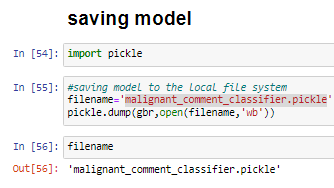 saving model
In [54]: import pickle
In [55]: #saving model to the local file system
filename='malignant_comment_classifier.pickle'
pickle.dump(gbr,open(filename,'wb'))
In [56]: filename
Out[56]: 'malignant_comment_classifier.pickle'